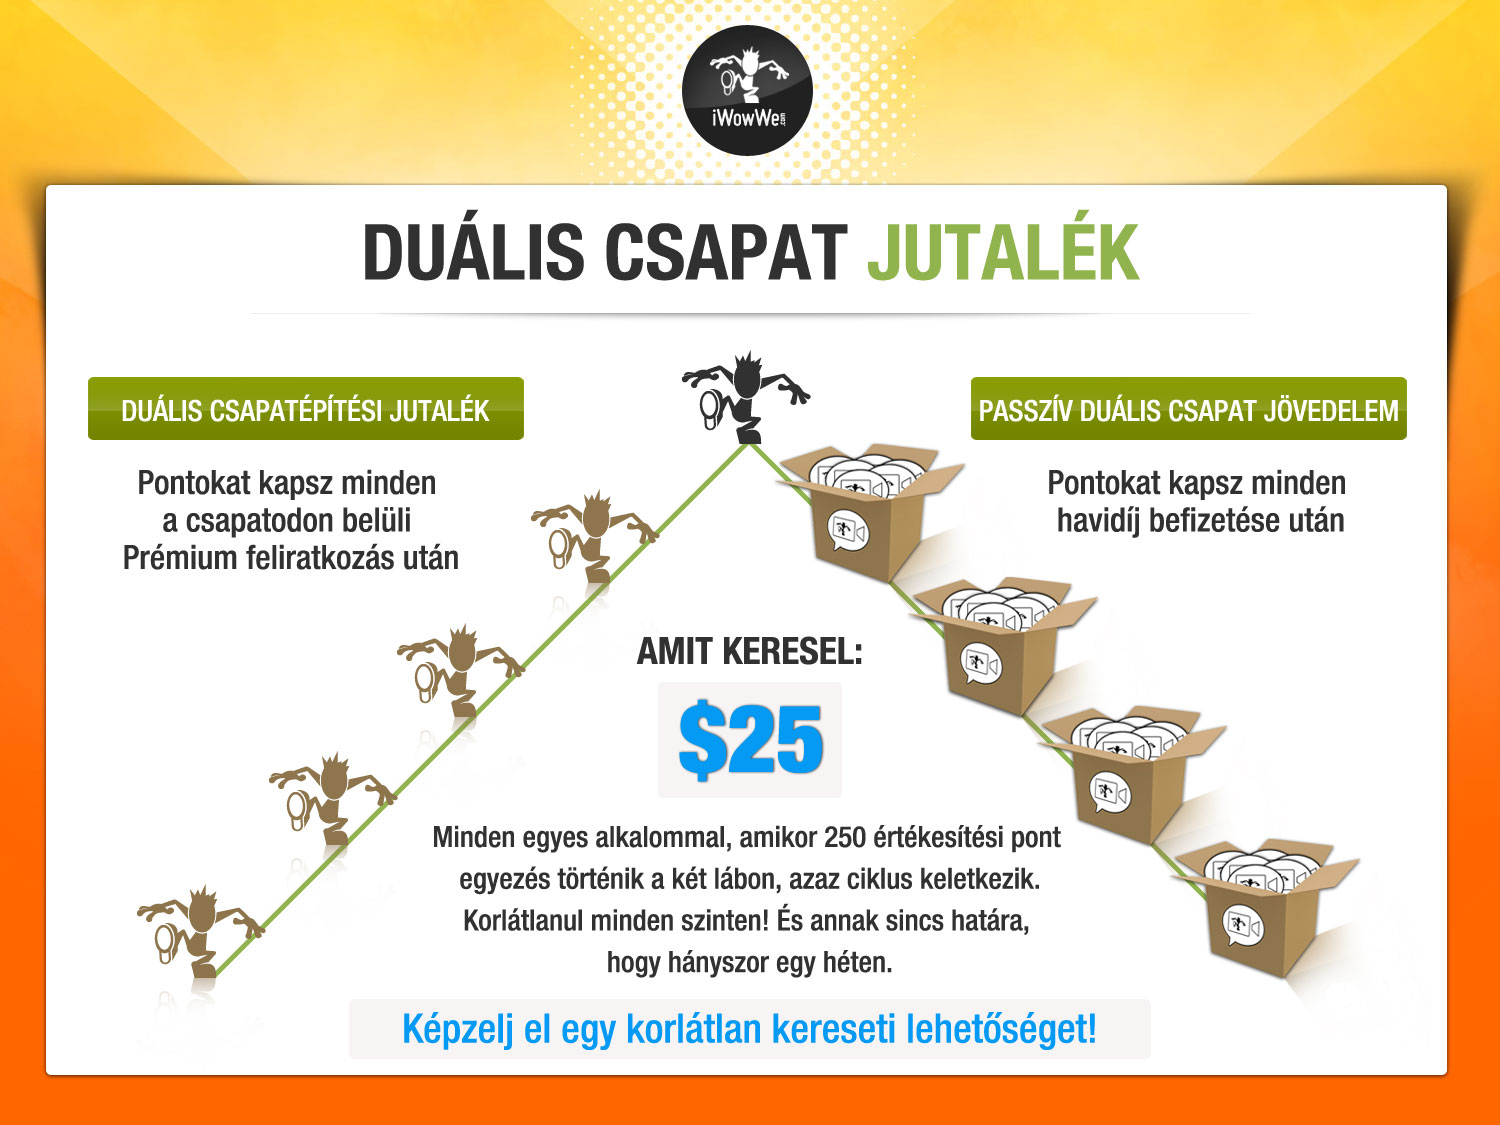 iWowWe.com
DUÁLIS CSAPAT JUTALÉK
DUÁLIS CSAPATÉPÍTÉSI JUTALÉK
Pontokat kapsz minden
a csapatodon belüli
Prémium feliratkozás után
PASSZÍV DUÁLIS CSAPAT JÖVEDELEM
Pontokat kapsz minden
havidíj befizetése után
AMIT KERESEL:
$25
Minden egyes alkalommal, amikor 250 értékesítési pont
egyezés történik a két lábon, azaz ciklus keletkezik.
Korlátlanul minden szinten! És annak sincs határa,
hogy hányszor egy héten.
Képzelj el egy korlátlan kereseti lehetőséget!